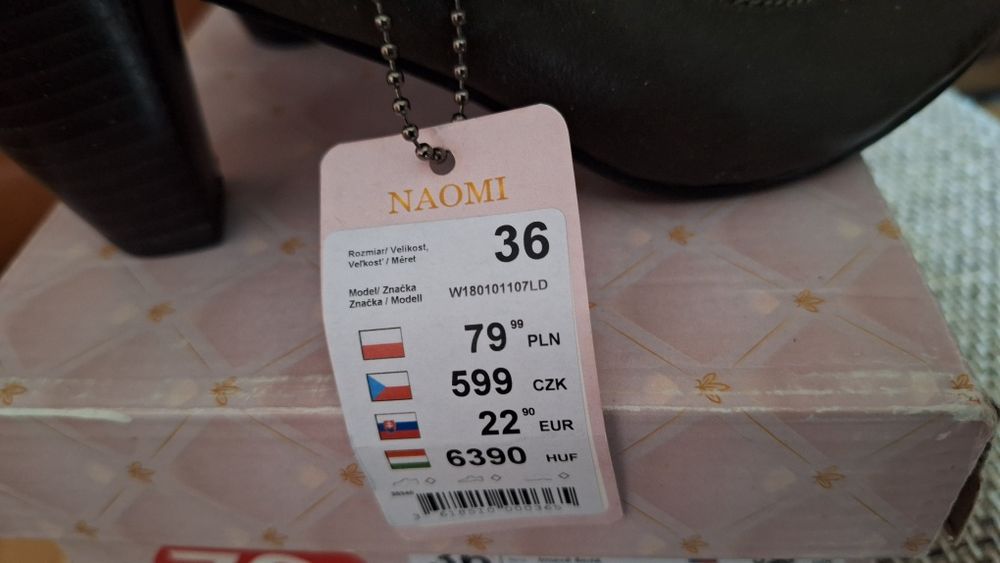 NAOMI
Rozmiar/ Velikost,
Veľkosť / Méret
36
Model/ Značka
Značka / Modell
W180101107LD
79 99 PLN
599 CZK
22 90 EUR
6390 HUF